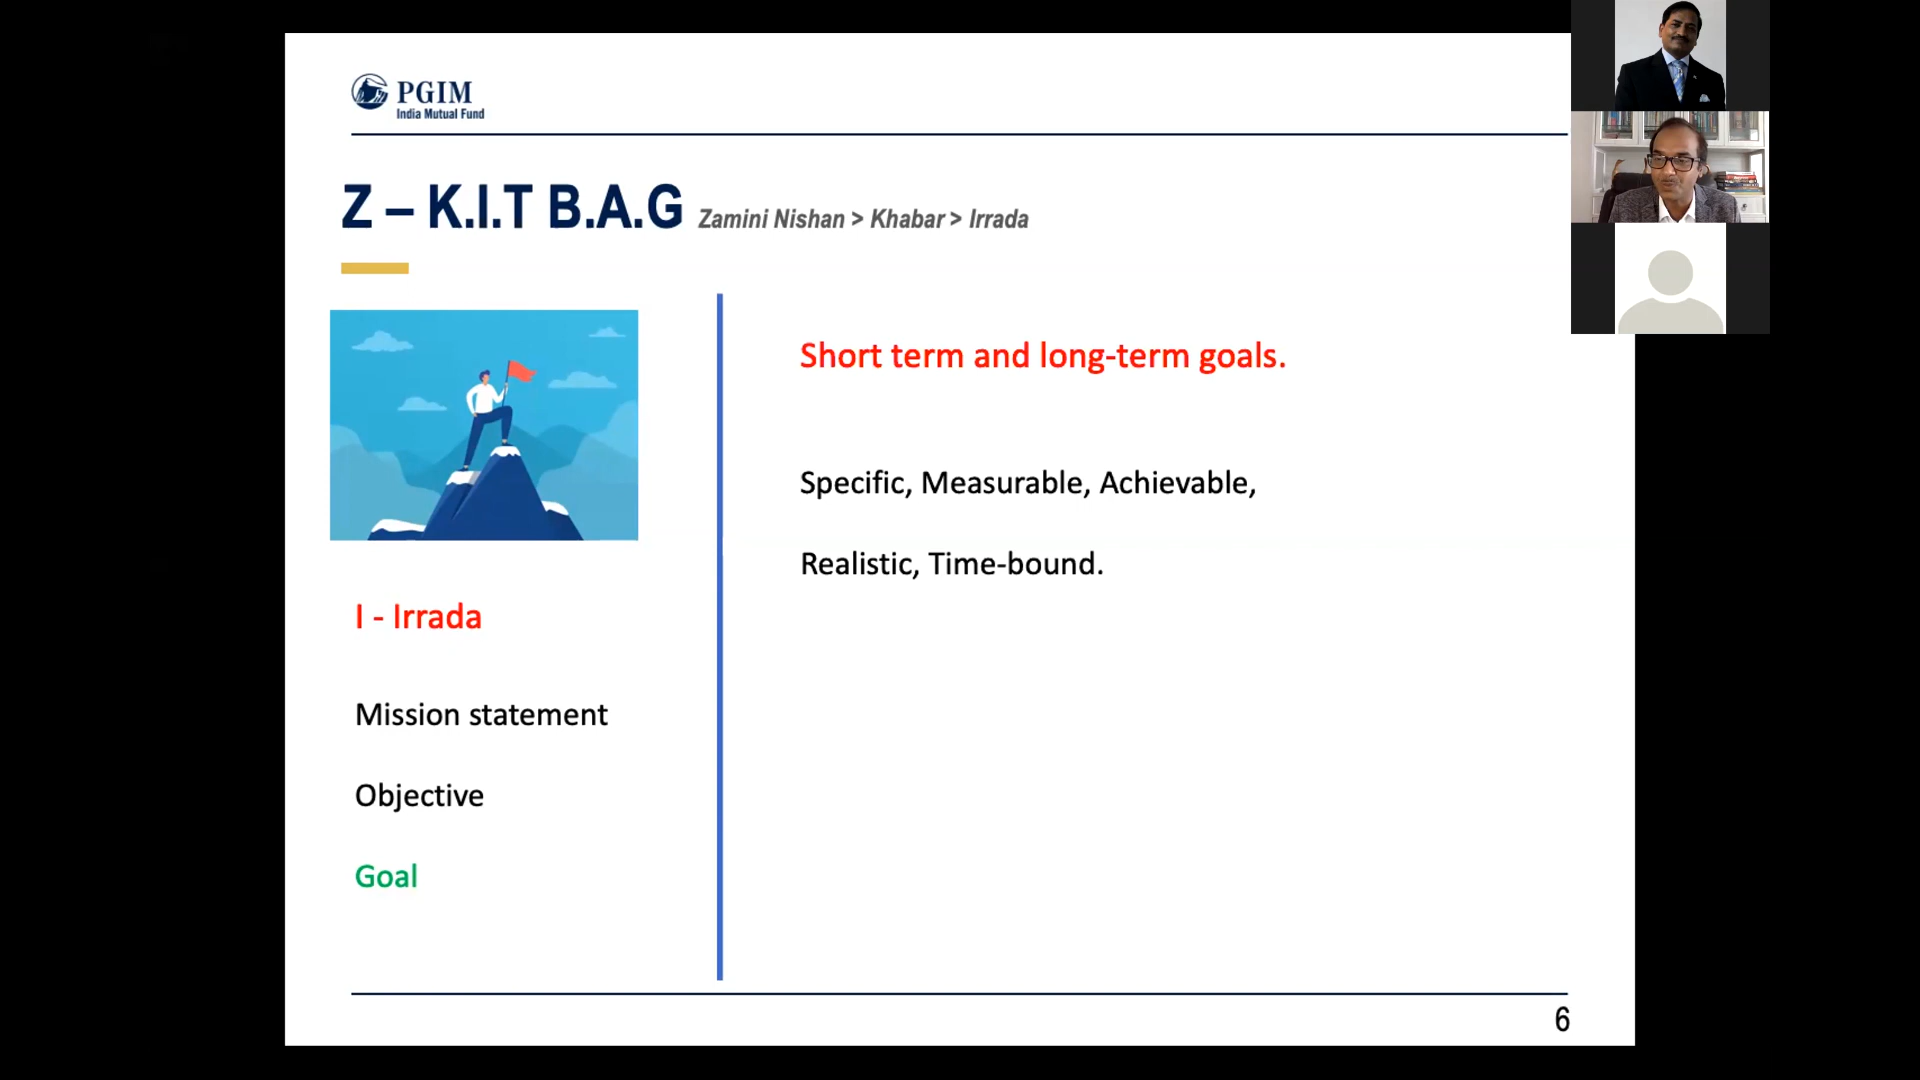 PGIM
India Mutual Fund
Z – K.I.T B.A.G Zamini Nishan > Khabar > Irrada
Short term and long-term goals.
Specific, Measurable, Achievable,
Realistic, Time-bound.
I - Irrada
Mission statement
Objective
Goal
6